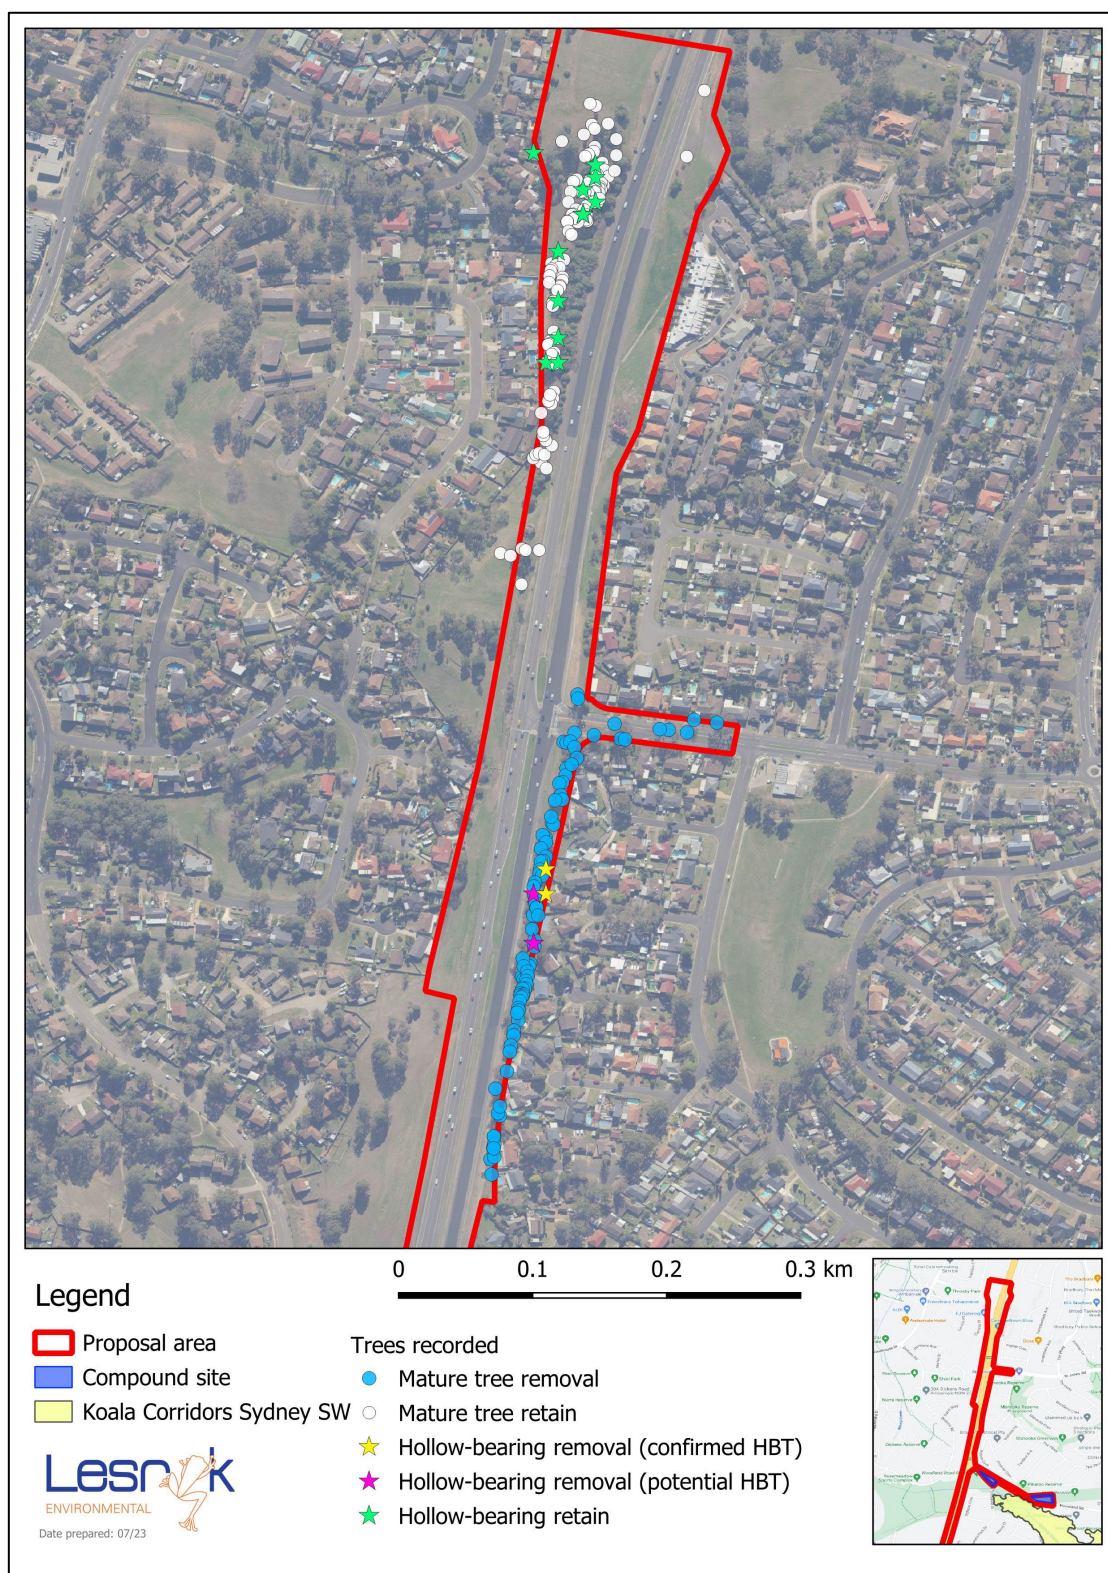 0 0.1 0.2 0.3 km
Legend
Proposal area
Compound site
Koala Corridors Sydney SW
Trees recorded
Mature tree removal
Mature tree retain
Hollow-bearing removal (confirmed HBT)
Hollow-bearing removal (potential HBT)
Hollow-bearing retain
Lesryk
ENVIRONMENTAL
Date prepared: 07/23